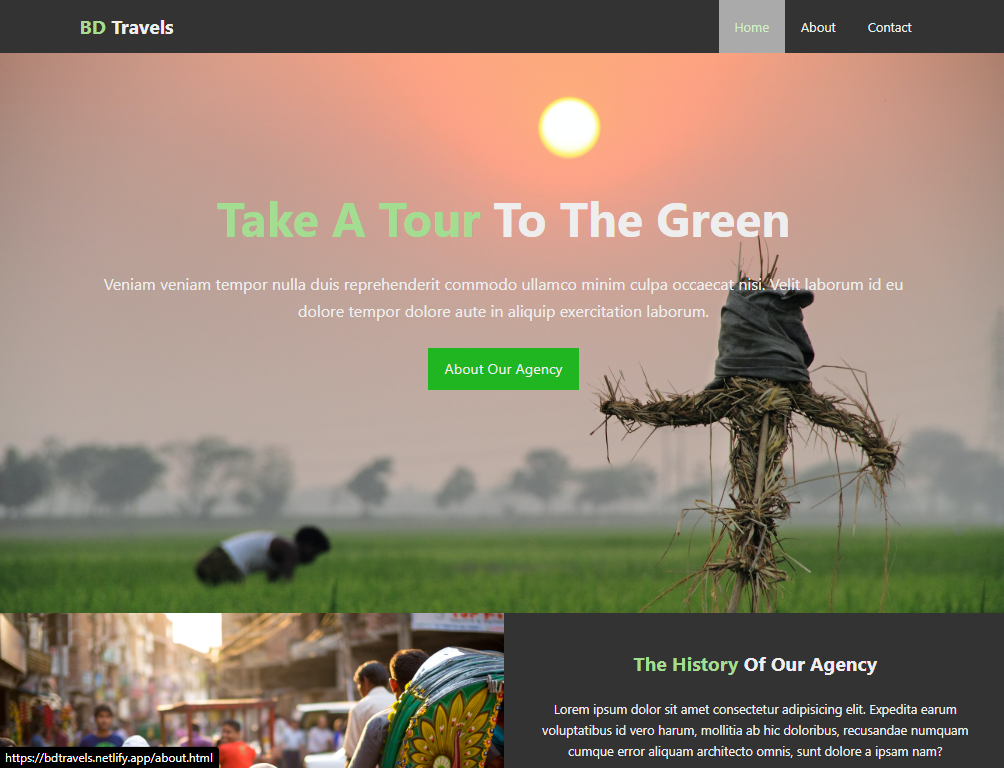 BD Travels
Home About Contact
Take A Tour To The Green
Veniam veniam tempor nulla duis reprehenderit commodo ullamco minim culpa occaecat nisi. Velit laborum id eu
dolore tempor dolore aute in aliquip exercitation laborum.
About Our Agency
The History Of Our Agency
Lorem ipsum dolor sit amet consectetur adipisicing elit. Expedita earum
voluptatibus id vero harum, mollitia ab hic doloribus, recusandae numquam
cumque error aliquam architecto omnis, sunt dolore a ipsam nam?
https://bdtravels.netlify.app/about.html